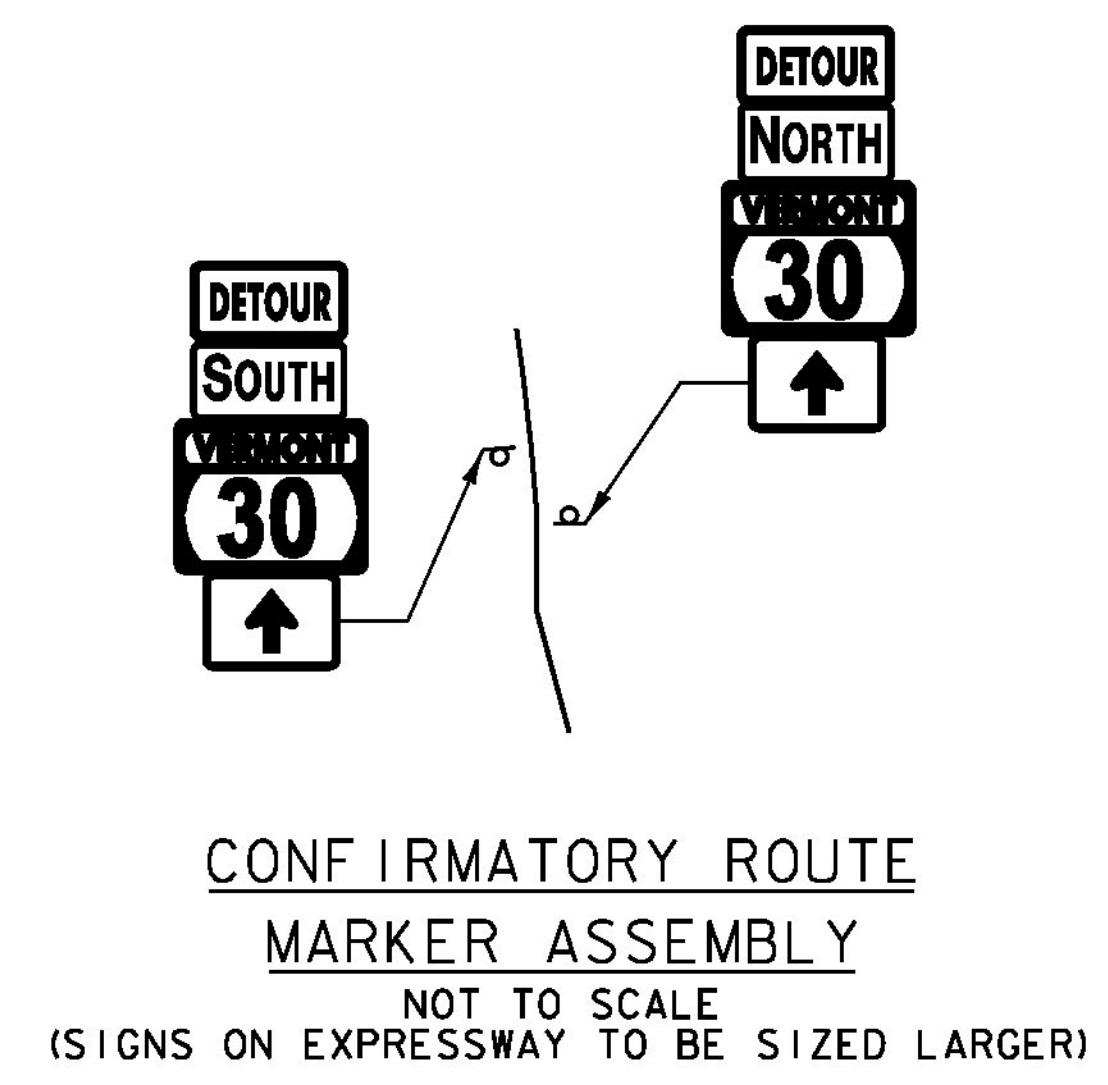 DETOUR
NORTH
VERMONT
30
DETOUR
SOUTH
VERMONT
30
CONFIRMATORY ROUTE
MARKER ASSEMBLY
NOT TO SCALE
(SIGNS ON EXPRESSWAY TO BE SIZED LARGER)